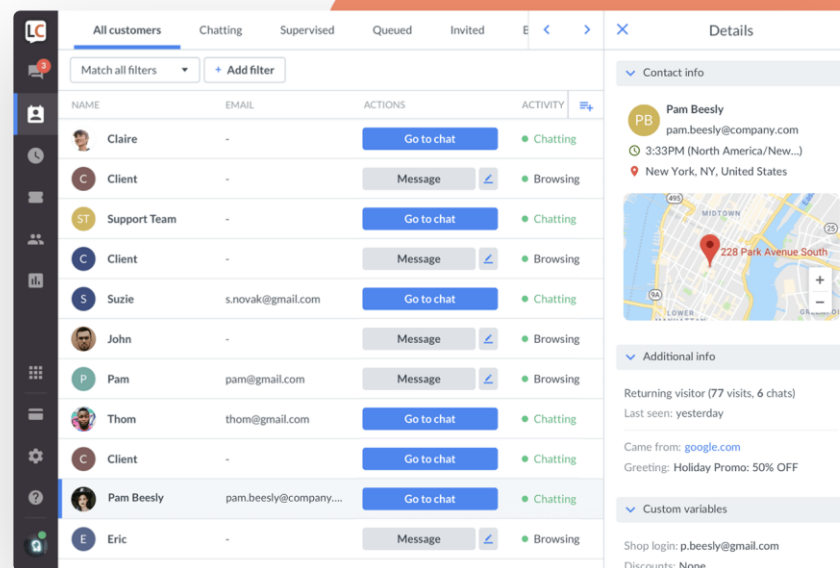 LC
All customers Chatting Supervised Queued Invited
3
Match all filters + Add filter
NAME EMAIL ACTIONS ACTIVITY
Claire - Go to chat Chatting
C Client - Message Browsing
ST Support Team - Go to chat Chatting
C Client - Message Browsing
S Suzie s.novak@gmail.com Go to chat Chatting
John - Message Browsing
P Pam pam@gmail.com Message Browsing
Thom thom@gmail.com Go to chat Chatting
C Client - Go to chat Chatting
Pam Beesly pam.beesly@company.... Go to chat Chatting
E Eric - Message Browsing
?
Details
Contact info
PB Pam Beesly
pam.beesly@company.com
3:33PM (North America/New...)
New York, NY, United States
495
MIDTOWN
25
228 Park Avenue South
+
9A
−
LOWER
Additional info
Returning visitor (77 visits, 6 chats)
Last seen: yesterday
Came from: google.com
Greeting: Holiday Promo: 50% OFF
Custom variables
Shop login: p.beesly@gmail.com
Discounts: None